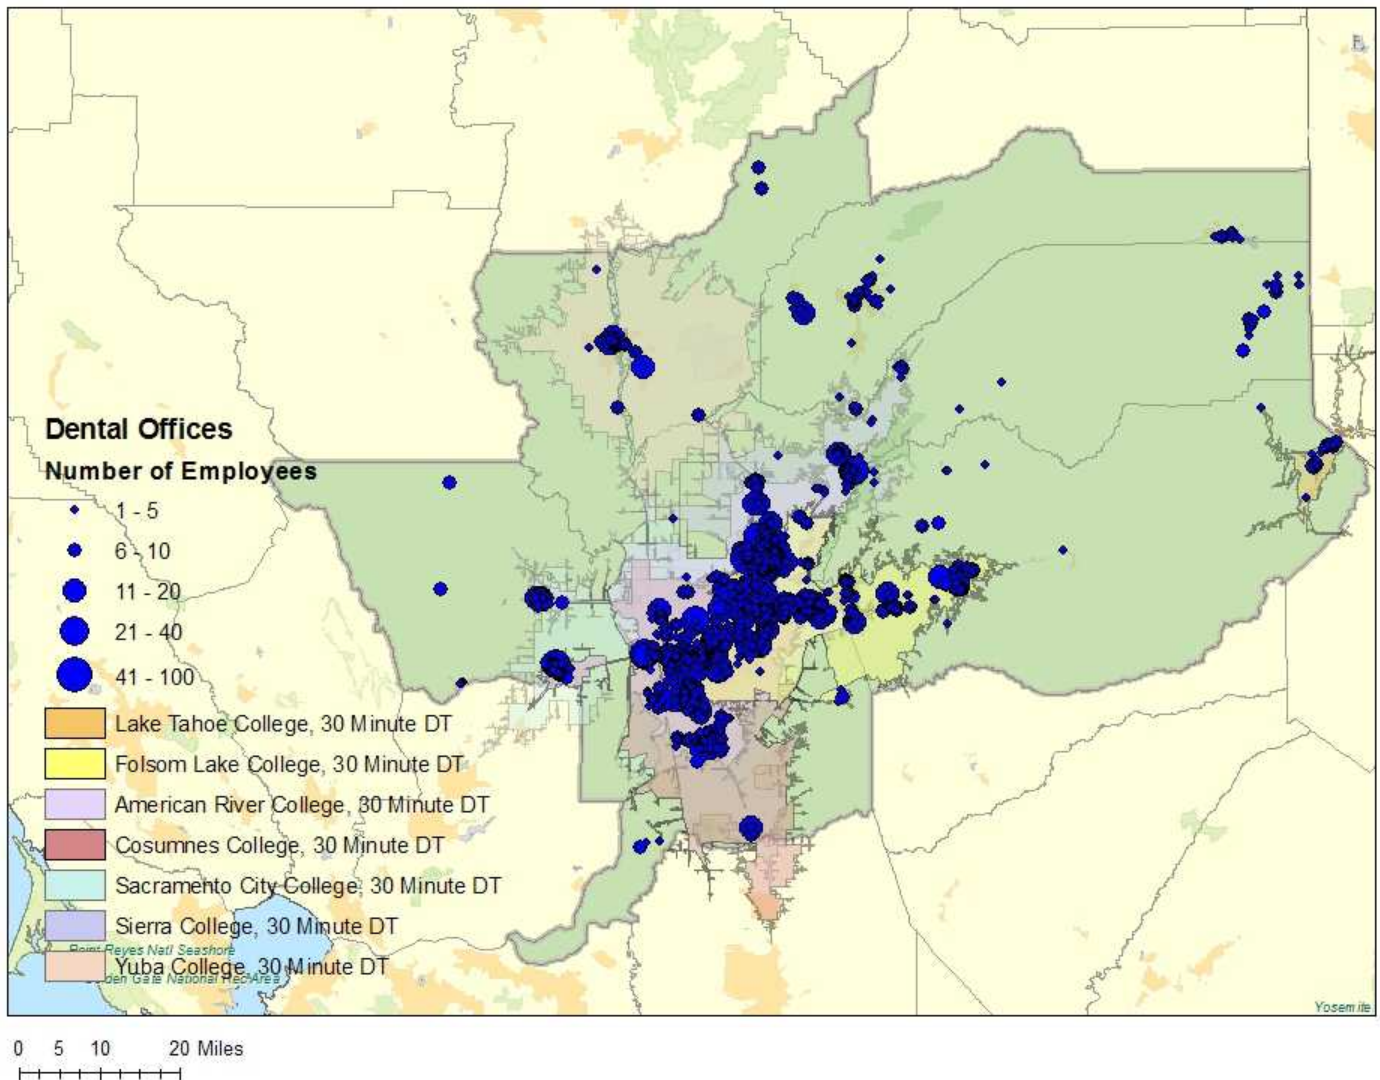 Dental Offices
Number of Employees
1 - 5
6 - 10
11 - 20
21 - 40
41 - 100
Lake Tahoe College, 30 Minute DT
Folsom Lake College, 30 Minute DT
American River College, 30 Minute DT
Cosumnes College, 30 Minute DT
Sacramento City College, 30 Minute DT
Sierra College, 30 Minute DT
Point Reyes Natl Seashore
Yuba College, 30 Minute DT
Gate National Rec Area
Yosemite
0 5 10 20 Miles